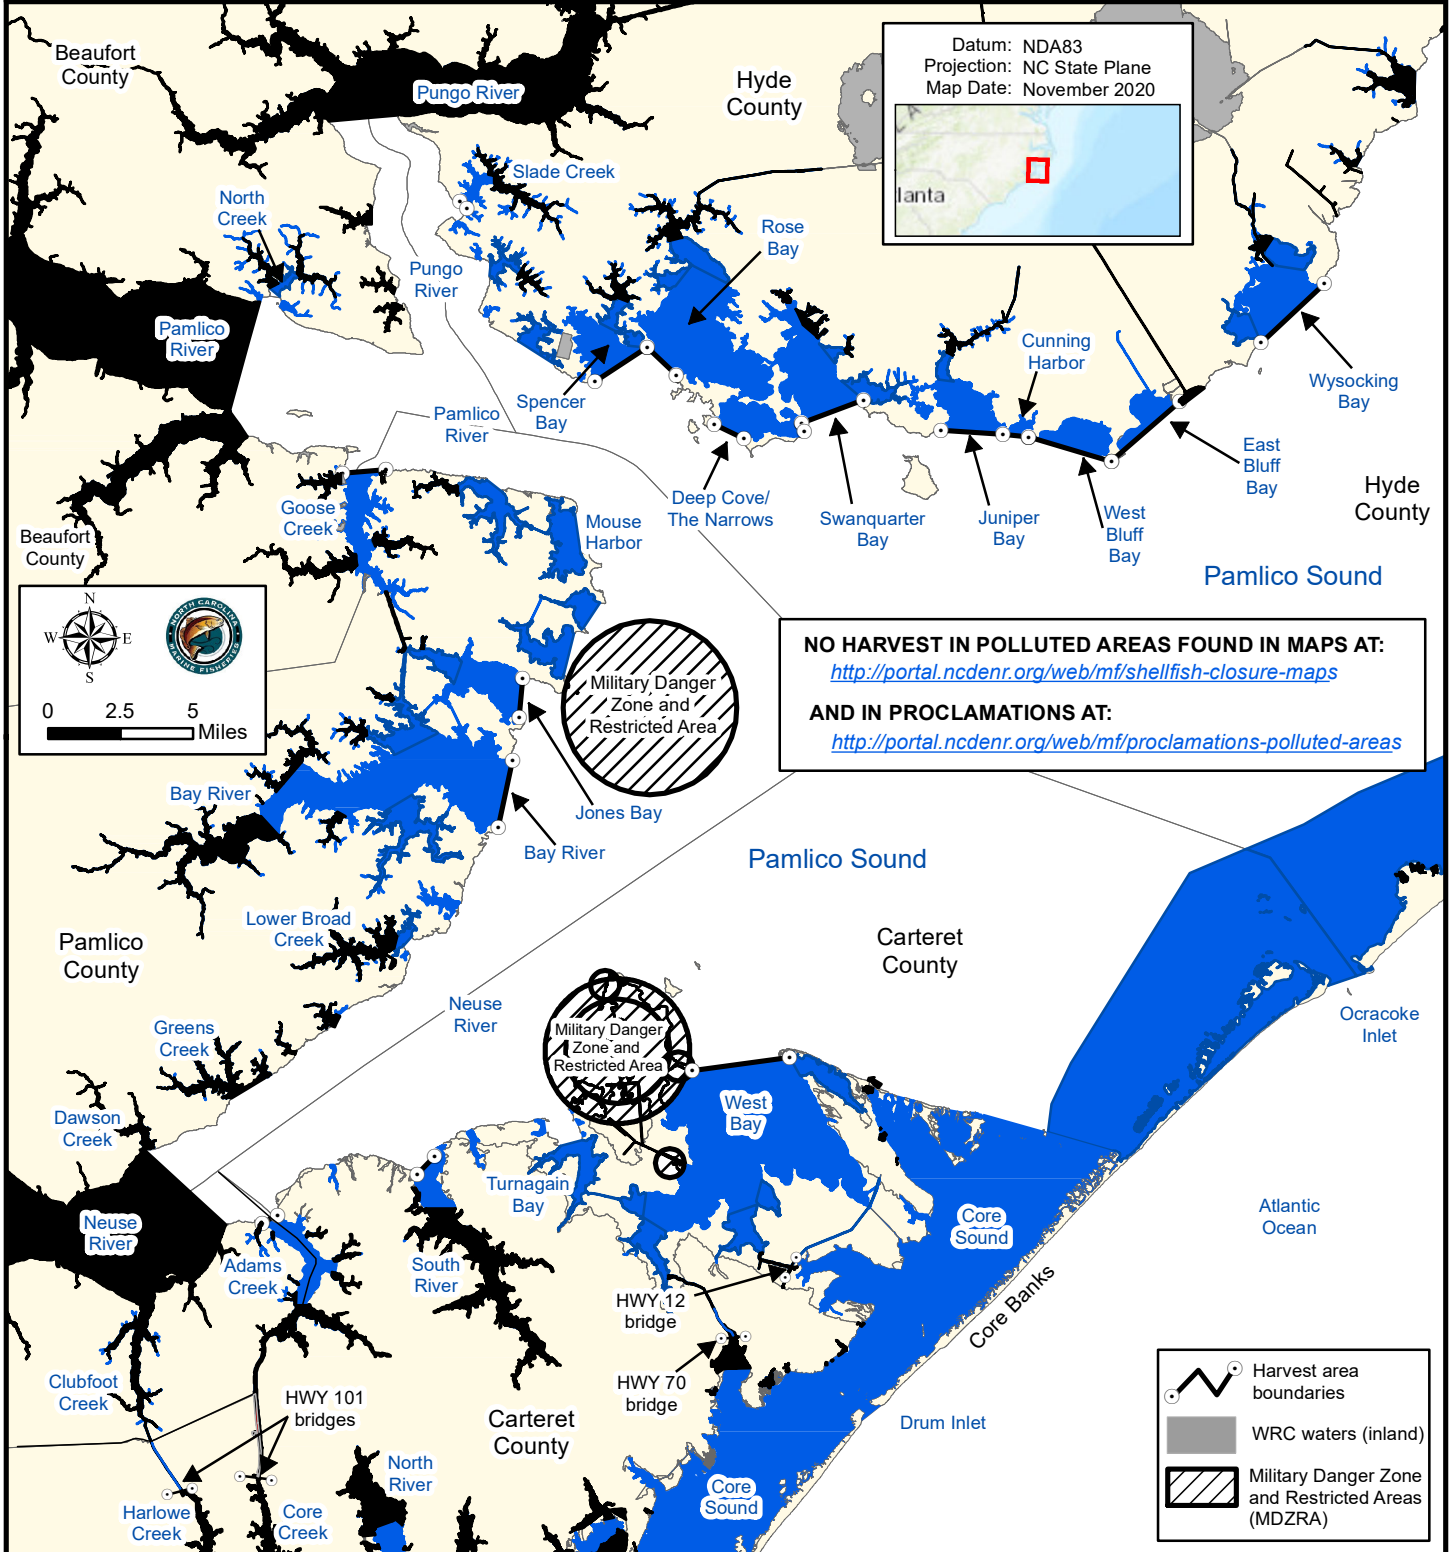 Beaufort
County
Pungo River
Hyde
County
Datum: NDA83
Projection: NC State Plane
Map Date: November 2020
lanta
Slade Creek
North
Creek
Rose
Bay
Pungo
River
Pamlico
River
Cunning
Harbor
Spencer
Bay
Wysocking
Bay
Pamlico
River
East
Bluff
Bay
Deep Cove/
The Narrows
Swanquarter
Bay
Juniper
Bay
West
Bluff
Bay
Hyde
County
Goose
Creek
Mouse
Harbor
Beaufort
County
Pamlico Sound
N
W
E
S
NORTH CAROLINA
MARINE FISHERIES
0 2.5 5
Miles
Military Danger
Zone and
Restricted Area
NO HARVEST IN POLLUTED AREAS FOUND IN MAPS AT:
http://portal.ncdenr.org/web/mf/shellfish-closure-maps
AND IN PROCLAMATIONS AT:
http://portal.ncdenr.org/web/mf/proclamations-polluted-areas
Bay River
Jones Bay
Bay River
Pamlico Sound
Lower Broad
Creek
Pamlico
County
Carteret
County
Neuse
River
Ocracoke
Inlet
Greens
Creek
Military Danger
Zone and
Restricted Area
Dawson
Creek
West
Bay
Turnagain
Bay
Neuse
River
Core
Sound
Atlantic
Ocean
Adams
Creek
South
River
HWY 12
bridge
Core Banks
Clubfoot
Creek
HWY 101
bridges
HWY 70
bridge
Carteret
County
Drum Inlet
North
River
Core
Sound
Harlowe
Creek
Core
Creek
Harvest area
boundaries
WRC waters (inland)
Military Danger Zone
and Restricted Areas
(MDZRA)